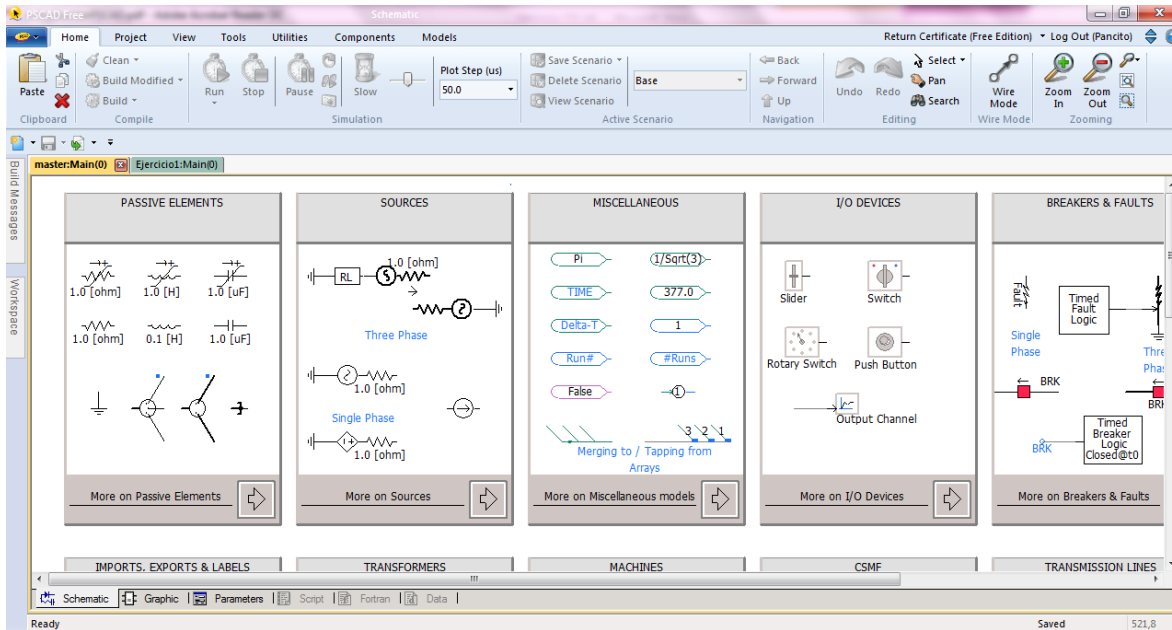 PSCAD Free
Schematic
Home Project View Tools Utilities Components Models
Return Certificate (Free Edition) Log Out (Pancito)
Paste
Clean
Build Modified
Build
Run Stop Pause Slow
Plot Step (us)
50.0
Save Scenario
Delete Scenario
View Scenario
Base
Back
Forward
Up
Undo Redo
Select
Pan
Search
Wire
Mode
Zoom
In
Zoom
Out
Clipboard Compile Simulation Active Scenario Navigation Editing Wire Mode Zooming
Build Messages
Workspace
master:Main(0) Ejercicio1:Main(0)
PASSIVE ELEMENTS
1.0 [ohm] 1.0 [H] 1.0 [uF]
1.0 [ohm] 0.1 [H] 1.0 [uF]
More on Passive Elements
SOURCES
1.0 [ohm]
RL
Three Phase
1.0 [ohm]
Single Phase
1.0 [ohm]
More on Sources
MISCELLANEOUS
Pi 1/Sqrt(3)
TIME 377.0
Delta-T 1
Run# #Runs
False 1
3 2 1
Merging to / Tapping from
Arrays
More on Miscellaneous models
I/O DEVICES
Slider Switch
Rotary Switch Push Button
Output Channel
More on I/O Devices
BREAKERS & FAULTS
Fault
Timed
Fault
Logic
Single
Phase
Thre
Phas
BRK
BRK
Timed
Breaker
Logic
Closed@t0
BRK
More on Breakers & Faults
IMPORTS, EXPORTS & LABELS TRANSFORMERS MACHINES CSMF TRANSMISSION LINES
Schematic Graphic Parameters Script Fortran Data
Ready
Saved 521,8